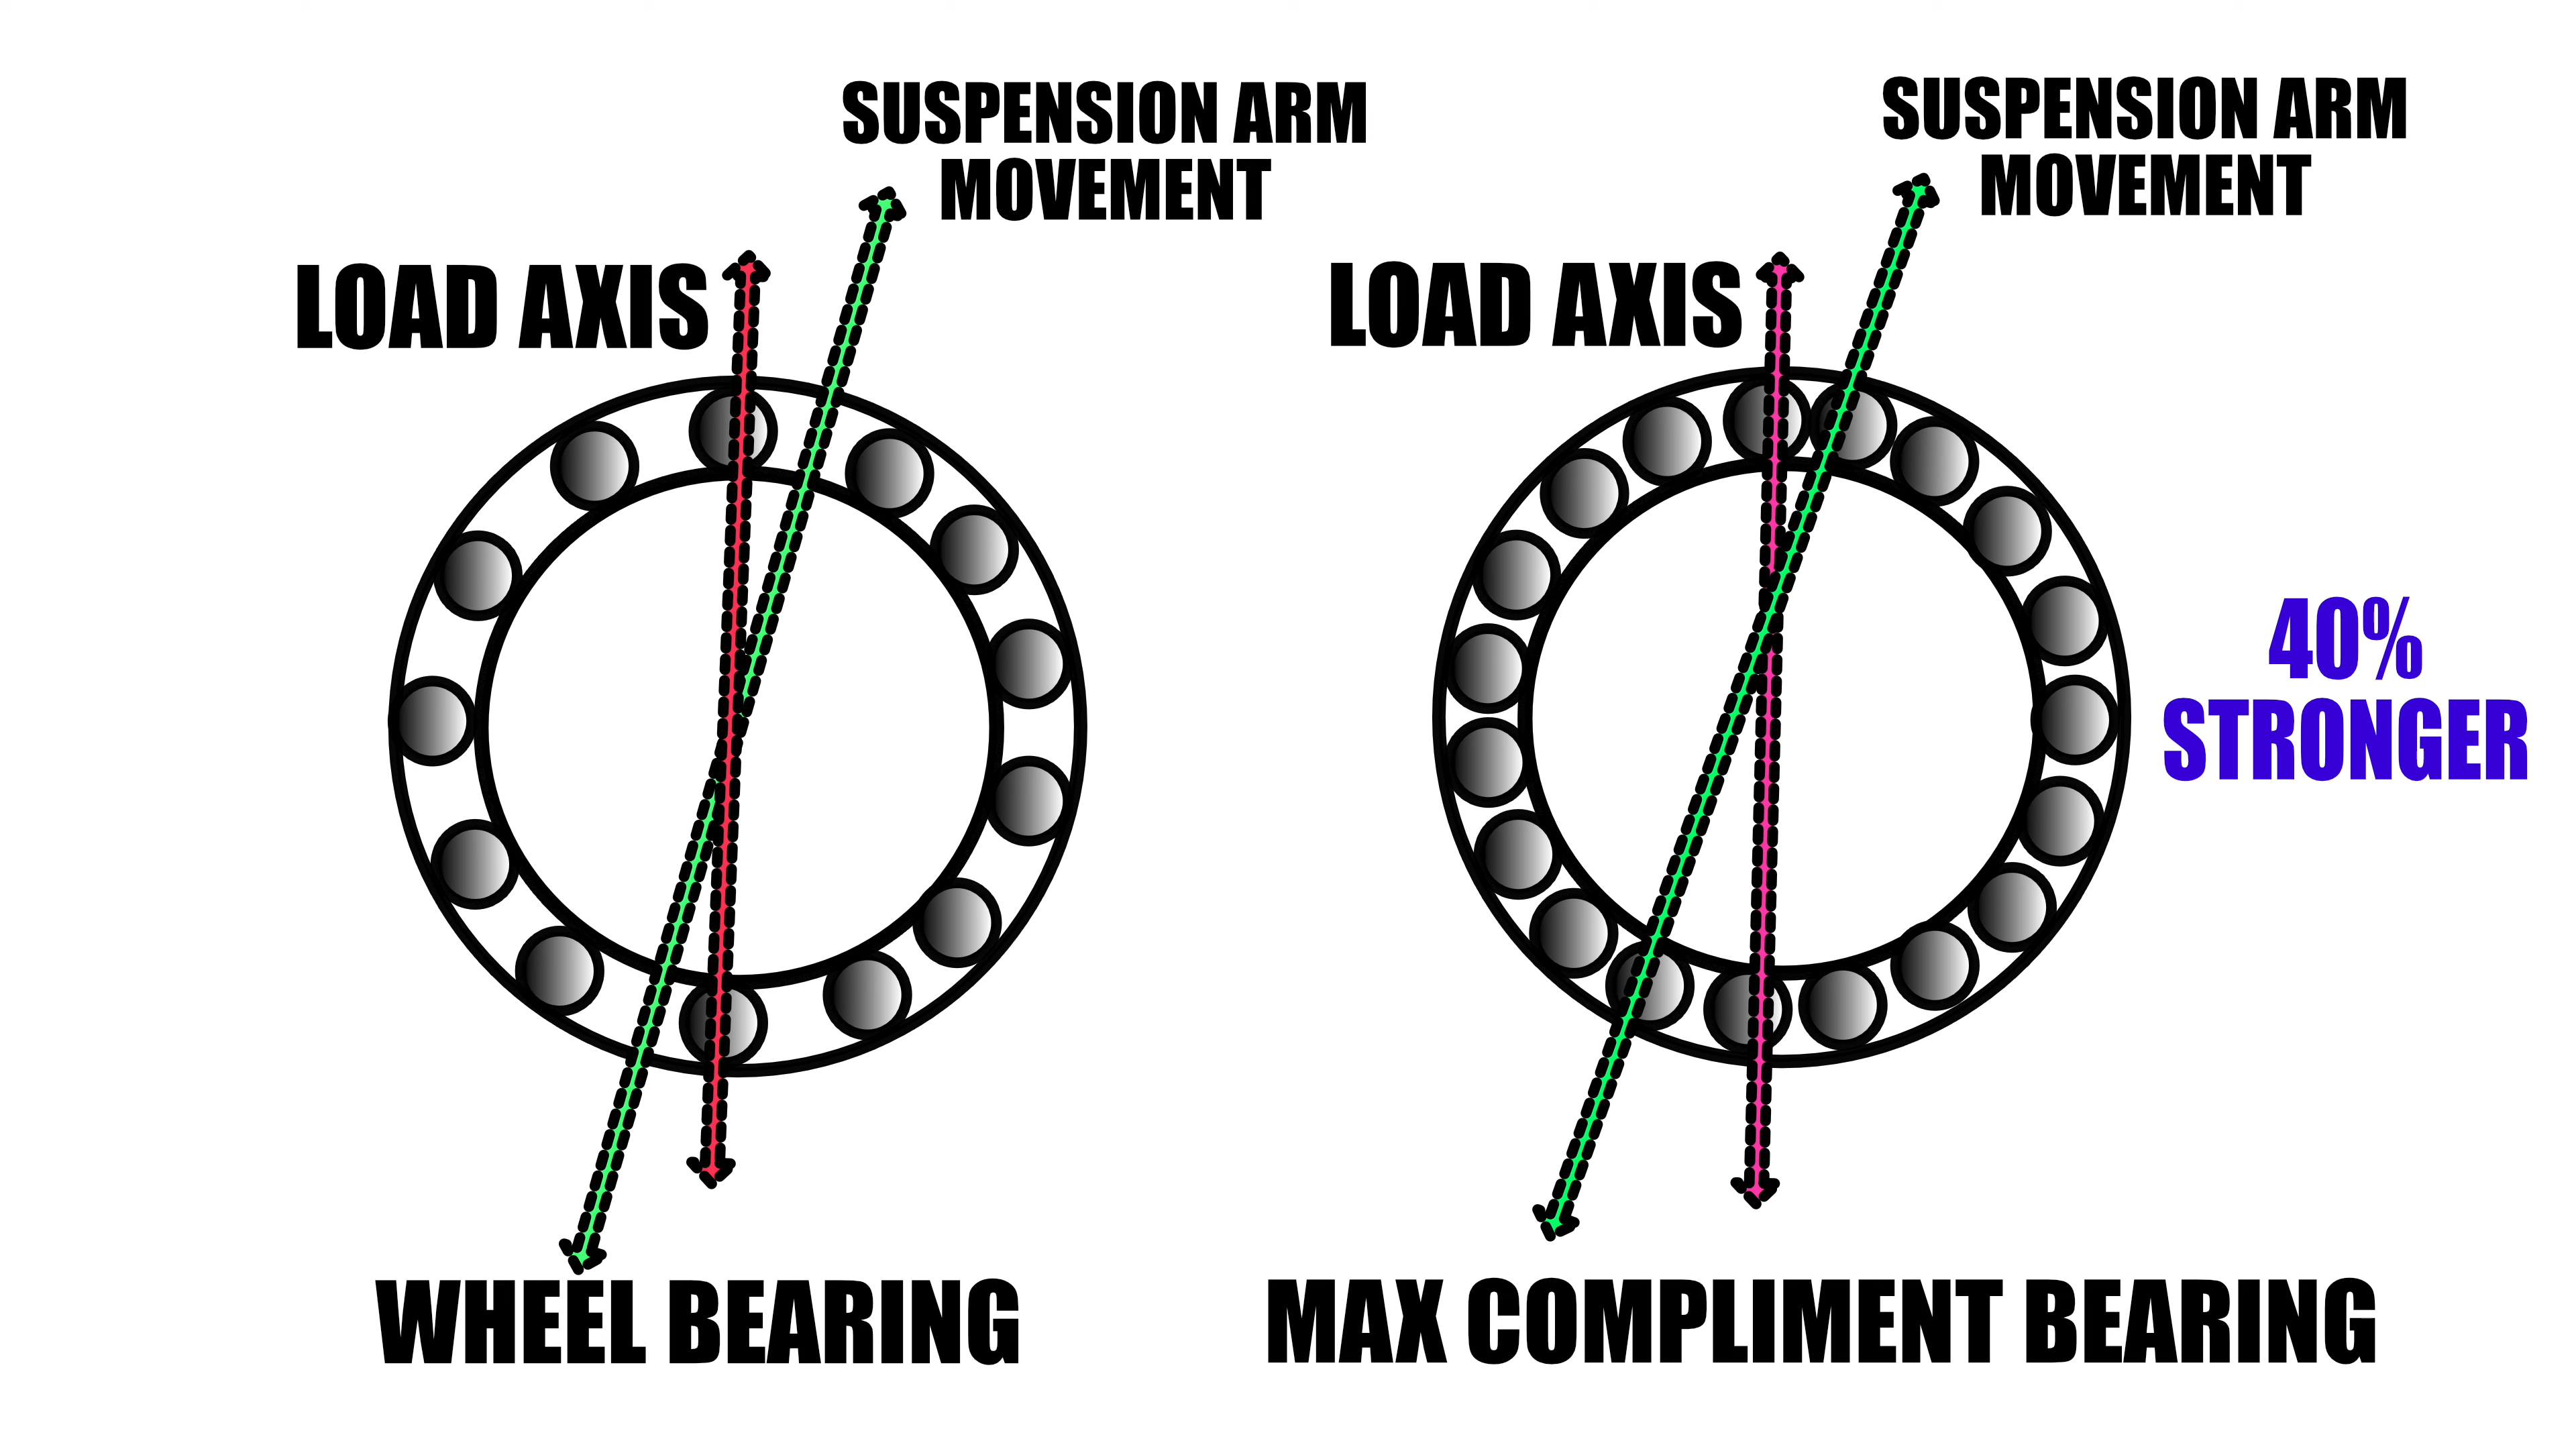 SUSPENSION ARM
MOVEMENT
LOAD AXIS
WHEEL BEARING
SUSPENSION ARM
MOVEMENT
LOAD AXIS
40%
STRONGER
MAX COMPLIMENT BEARING